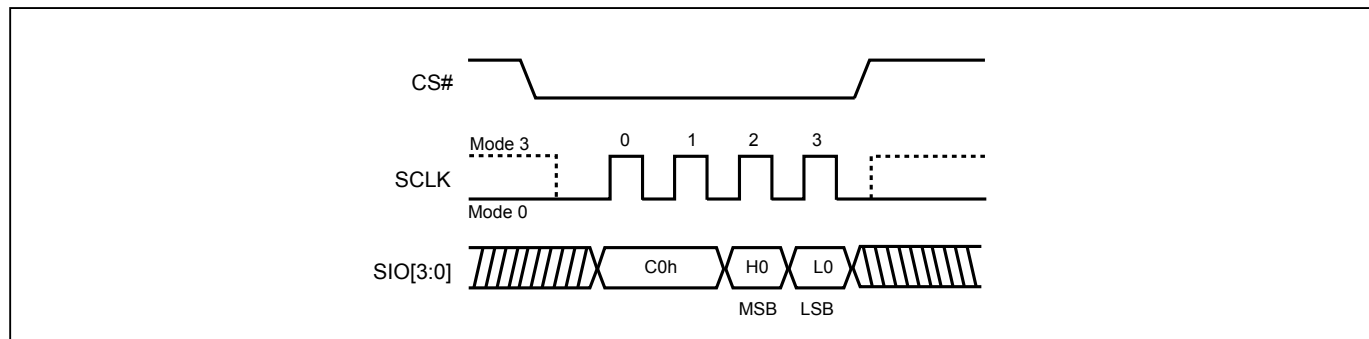 CS#
Mode 3 0 1 2 3
SCLK
Mode 0
SIO[3:0] C0h H0 L0
MSB LSB